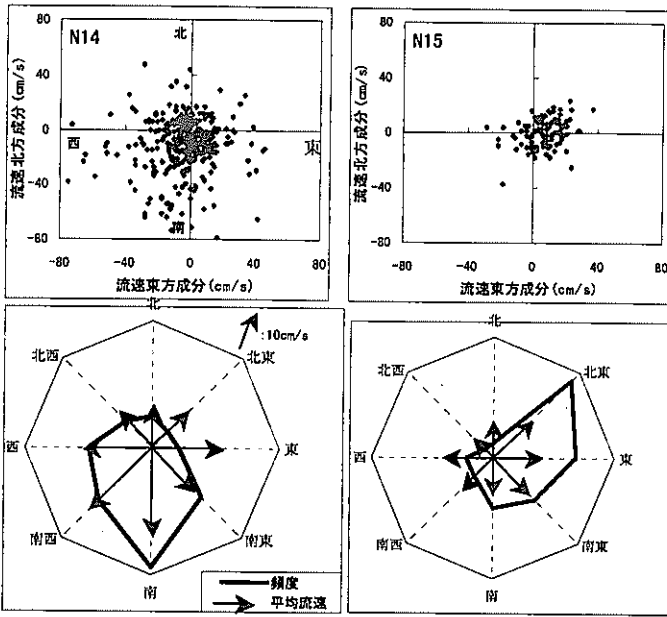 N14
北
西
東
南
流速北方成分(cm/s)
80
40
0
-40
-80
-80 -40 0 40 80
流速東方成分(cm/s)
N15
流速北方成分(cm/s)
80
40
0
-40
-80
-80 -40 0 40 80
流速東方成分(cm/s)
北
:10cm/s
北西
北東
西
東
南西
南東
南
頻度
平均流速
北
北西
北東
西
東
南西
南東
南